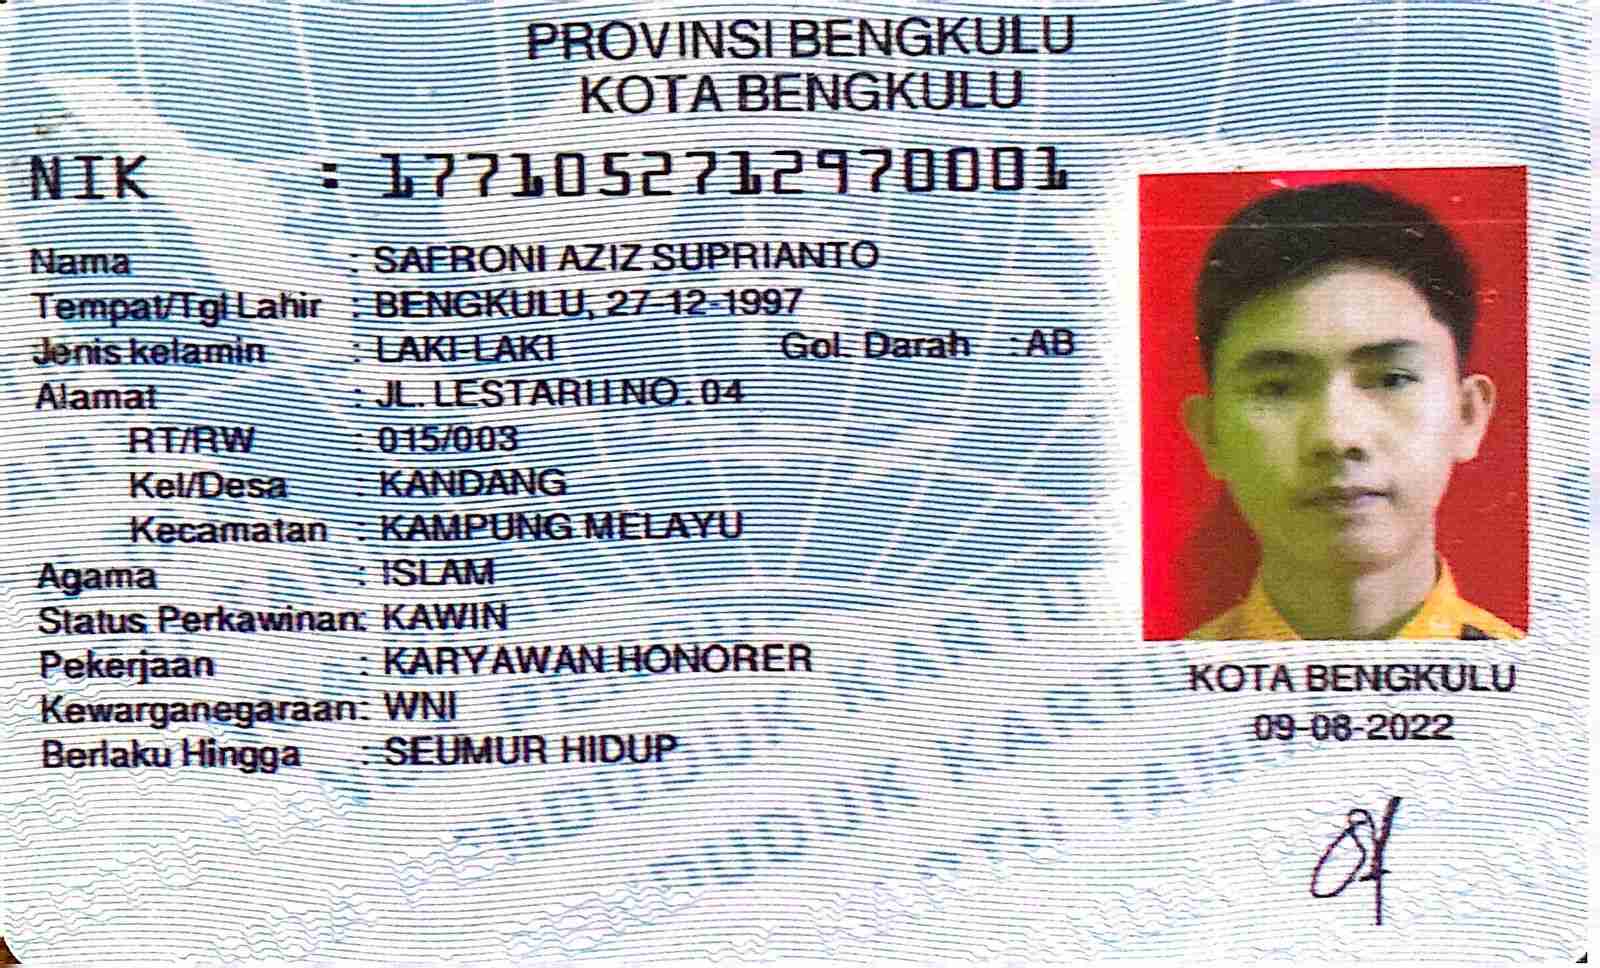 PROVINSI BENGKULU
KOTA BENGKULU
NIK : 1771052712970001
Nama : SAFRONI AZIZ SUPRIANTO
Tempat/Tgl Lahir : BENGKULU, 27-12-1997
Jenis kelamin : LAKI-LAKI Gol. Darah : AB
Alamat : JL. LESTARI I NO. 04
RT/RW : 015/003
Kel/Desa : KANDANG
Kecamatan : KAMPUNG MELAYU
Agama : ISLAM
Status Perkawinan: KAWIN
Pekerjaan : KARYAWAN HONORER
Kewarganegaraan: WNI
Berlaku Hingga : SEUMUR HIDUP
KOTA BENGKULU
09-08-2022